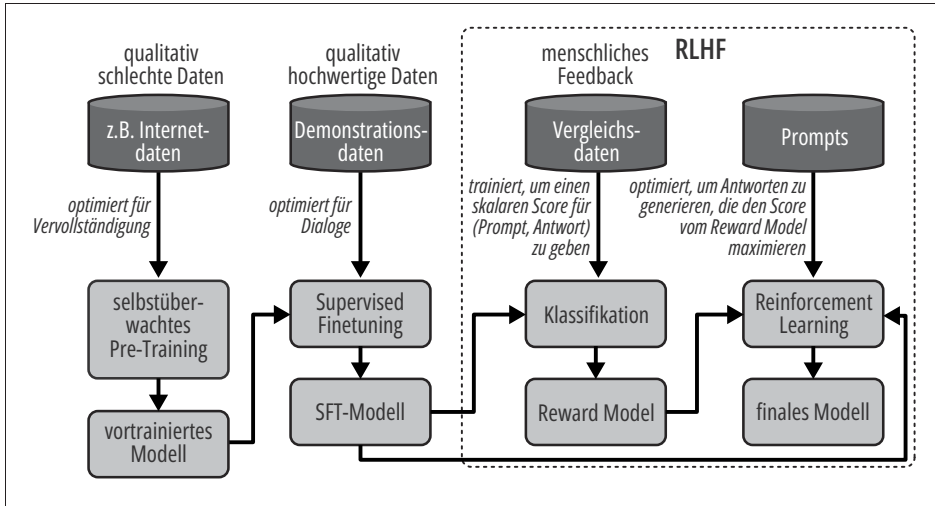 qualitativ
schlechte Daten
z.B. Internet-
daten
optimiert für
Vervollständigung
selbstüber-
wachtes
Pre-Training
vortrainiertes
Modell
qualitativ
hochwertige Daten
Demonstrations-
daten
optimiert für
Dialoge
Supervised
Finetuning
SFT-Modell
RLHF
menschliches
Feedback
Vergleichs-
daten
trainiert, um einen
skalaren Score für
(Prompt, Antwort)
zu geben
Klassifikation
Reward Model
Prompts
optimiert, um Antworten zu
generieren, die den Score
vom Reward Model
maximieren
Reinforcement
Learning
finales Modell